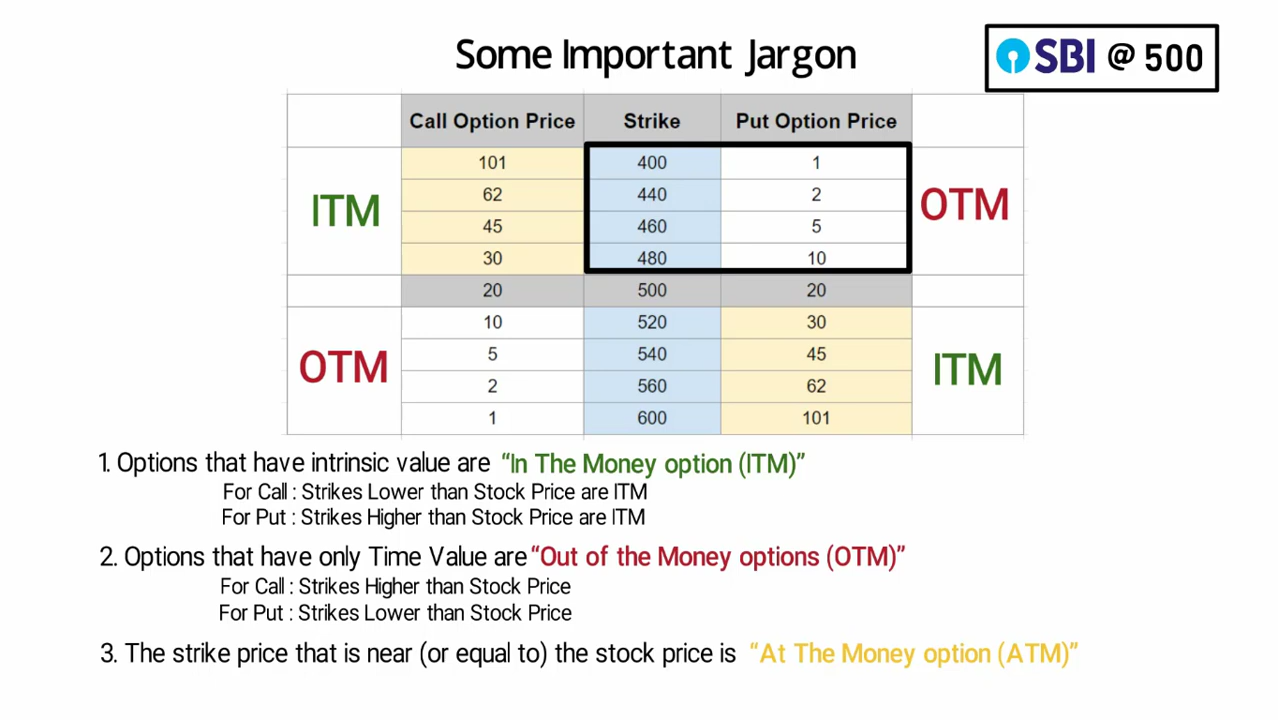 Some Important Jargon
SBI @ 500
Call Option Price Strike Put Option Price
101 400 1
62 440 2
ITM OTM
45 460 5
30 480 10
20 500 20
10 520 30
5 540 45
OTM ITM
2 560 62
1 600 101
1. Options that have intrinsic value are “In The Money option (ITM)”
For Call : Strikes Lower than Stock Price are ITM
For Put : Strikes Higher than Stock Price are ITM
2. Options that have only Time Value are “Out of the Money options (OTM)”
For Call : Strikes Higher than Stock Price
For Put : Strikes Lower than Stock Price
3. The strike price that is near (or equal to) the stock price is “At The Money option (ATM)”